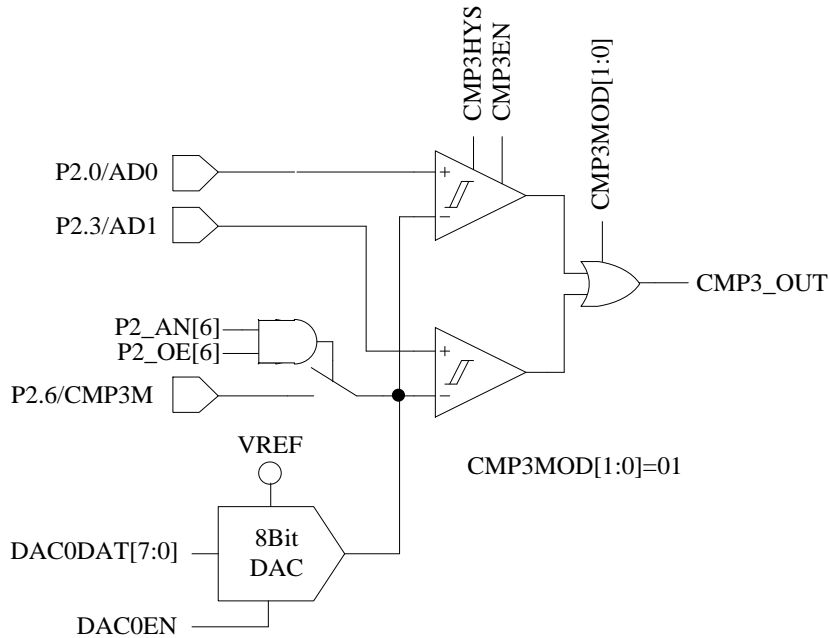 CMP3HYS
CMP3EN
CMP3MOD[1:0]
P2.0/AD0
+
−
P2.3/AD1
CMP3_OUT
P2_AN[6]
P2_OE[6]
+
−
P2.6/CMP3M
VREF
CMP3MOD[1:0]=01
DAC0DAT[7:0]
8Bit
DAC
DAC0EN